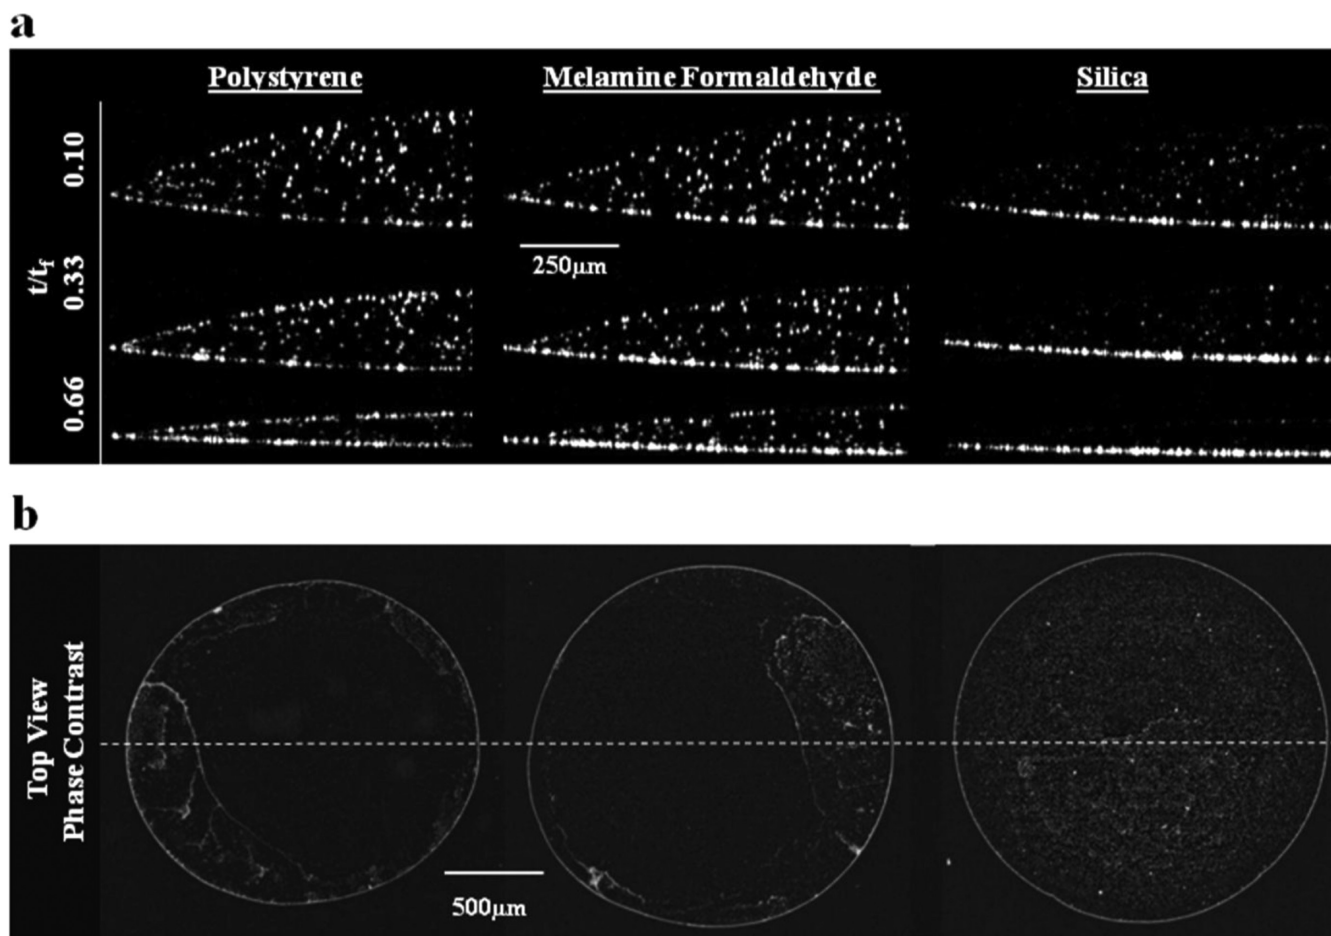 a
Polystyrene
Melamine Formaldehyde
Silica
t/tf
0.10
0.33
0.66
250μm
b
Top View
Phase Contrast
500μm